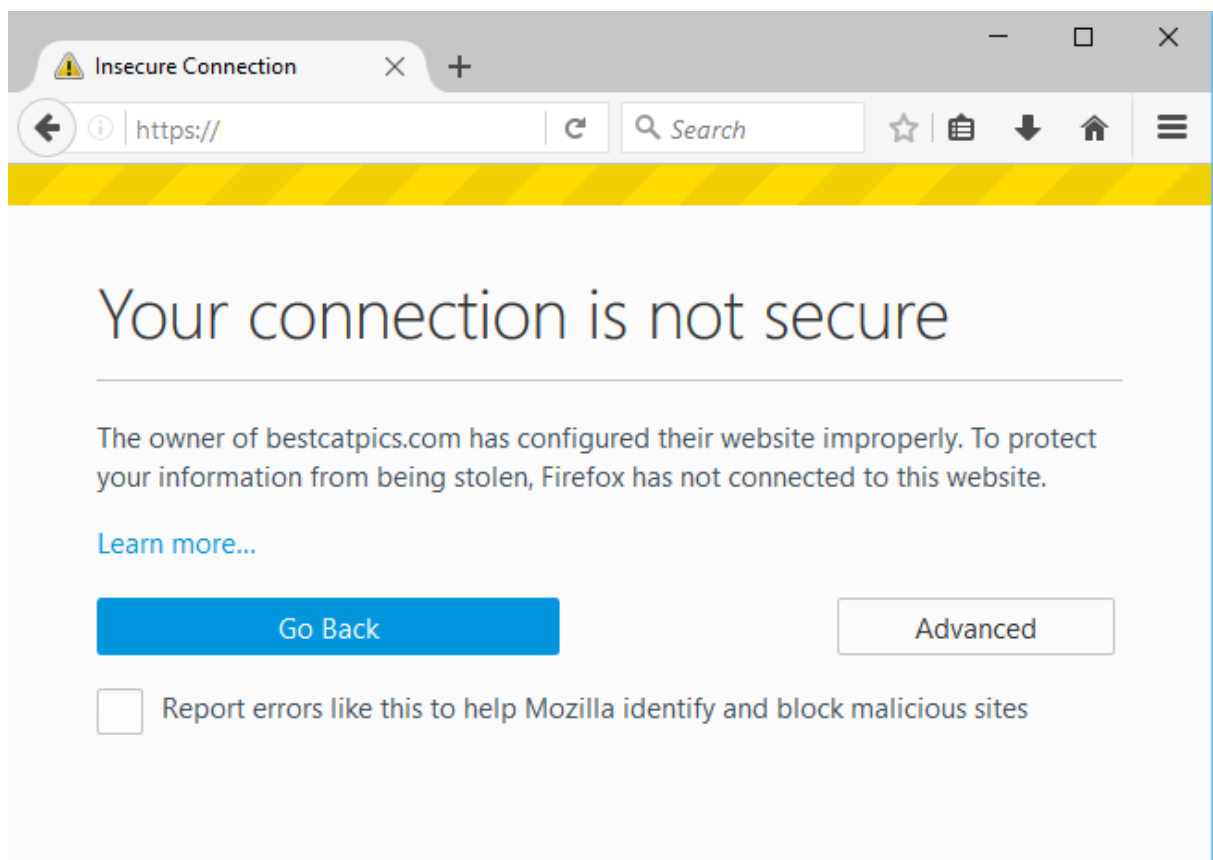 Insecure Connection
https://
Search
Your connection is not secure
The owner of bestcatpics.com has configured their website improperly. To protect
your information from being stolen, Firefox has not connected to this website.
Learn more...
Go Back
Advanced
Report errors like this to help Mozilla identify and block malicious sites